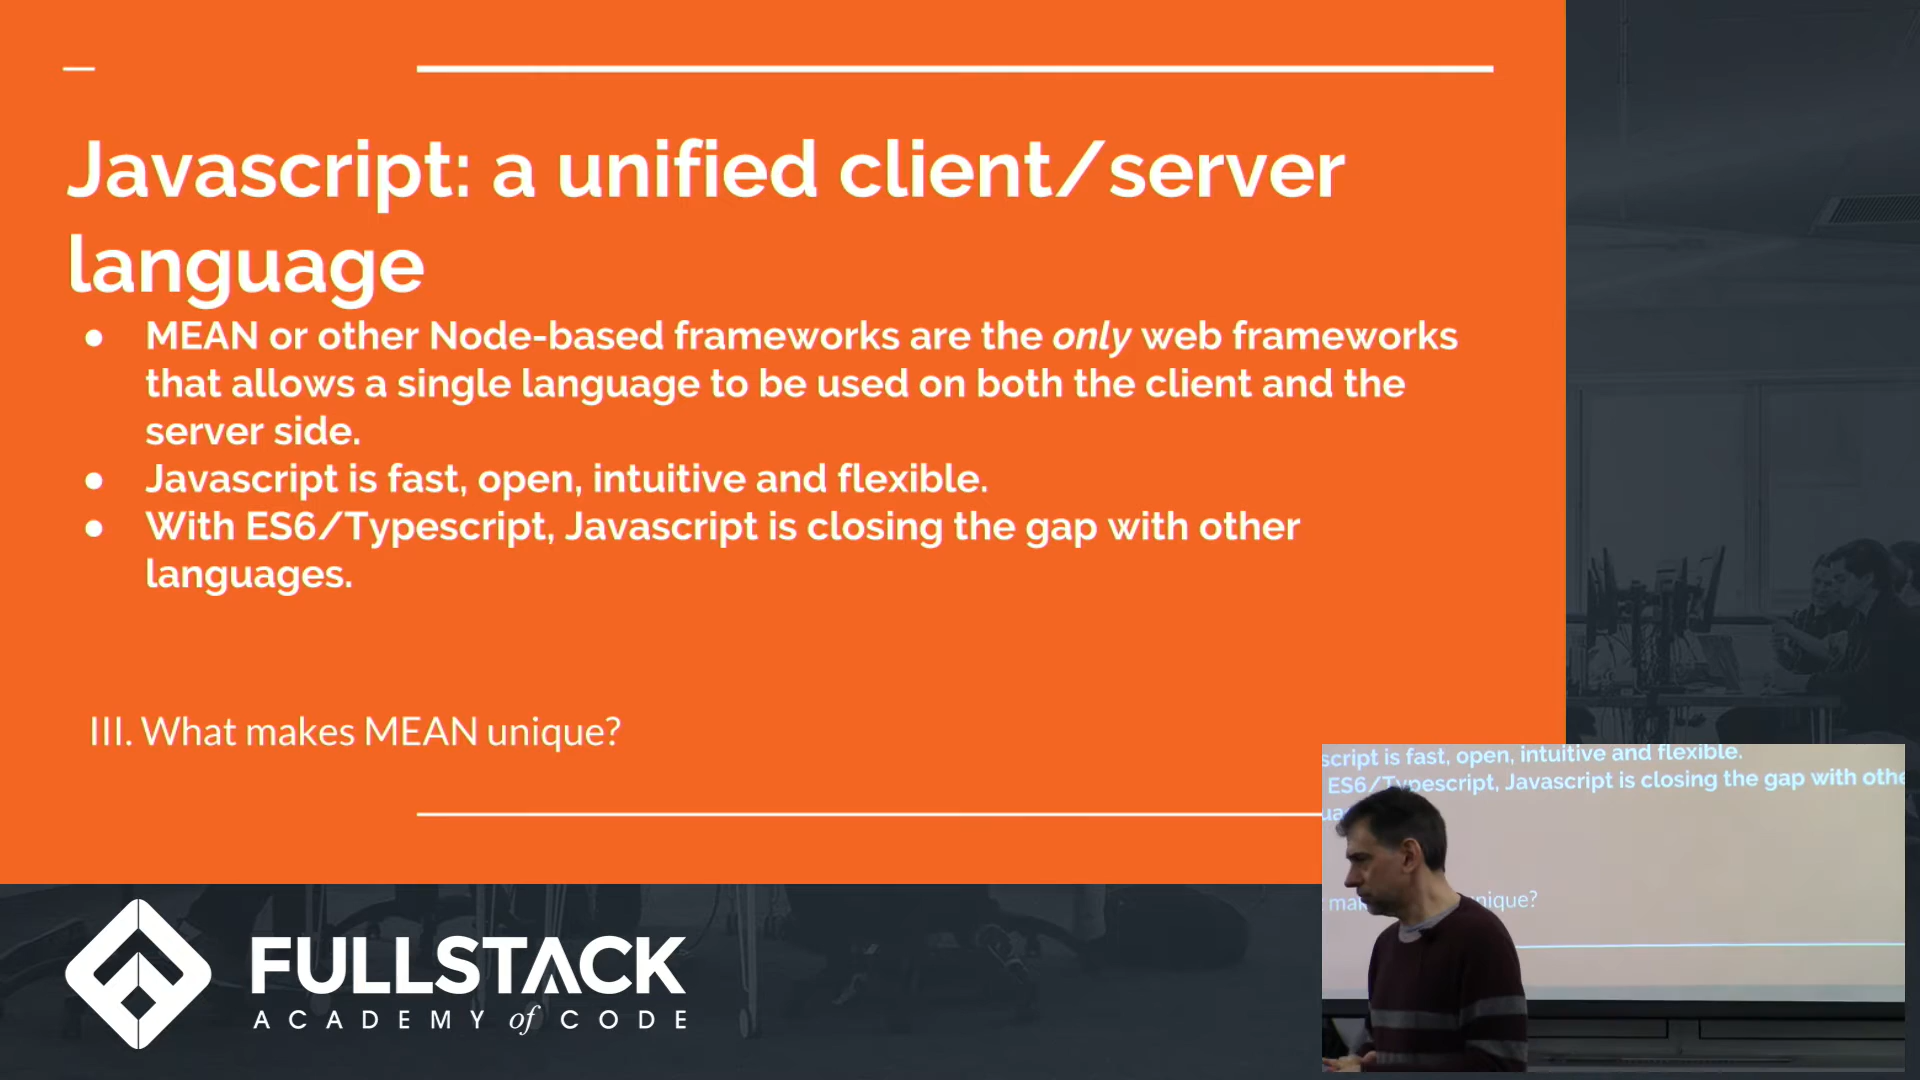 Javascript: a unified client/server
language
● MEAN or other Node-based frameworks are the only web frameworks
that allows a single language to be used on both the client and the
server side.
● Javascript is fast, open, intuitive and flexible.
● With ES6/Typescript, Javascript is closing the gap with other
languages.
III. What makes MEAN unique?
script is fast, open, intuitive and flexible.
ES6/Typescript, Javascript is closing the gap with othe
unique?
FULLSTACK
ACADEMY of CODE